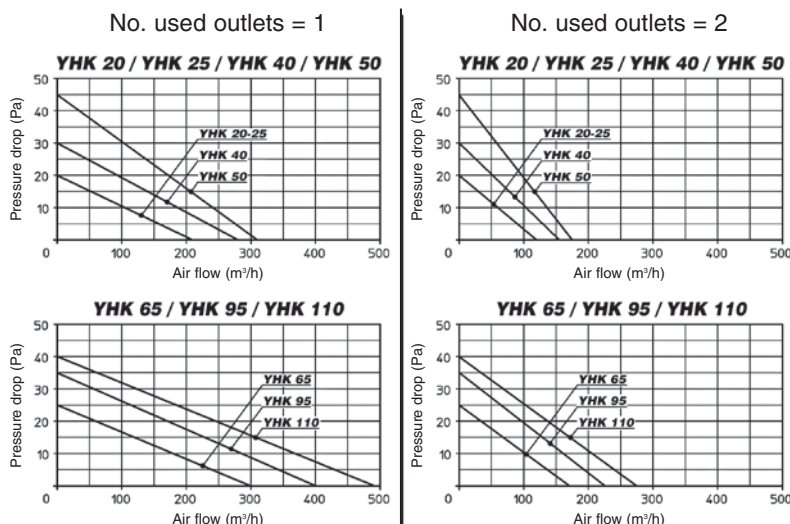 No. used outlets = 1
YHK 20 / YHK 25 / YHK 40 / YHK 50
Pressure drop (Pa)
50
40
30
20
10
0
YHK 20-25
YHK 40
YHK 50
100
200
300
400
500
Air flow (m³/h)
YHK 65 / YHK 95 / YHK 110
Pressure drop (Pa)
50
40
30
20
10
0
YHK 65
YHK 95
YHK 110
100
200
300
400
500
Air flow (m³/h)
No. used outlets = 2
YHK 20 / YHK 25 / YHK 40 / YHK 50
Pressure drop (Pa)
50
40
30
20
10
0
YHK 20-25
YHK 40
YHK 50
100
200
300
400
500
Air flow (m³/h)
YHK 65 / YHK 95 / YHK 110
Pressure drop (Pa)
50
40
30
20
10
0
YHK 65
YHK 95
YHK 110
100
200
300
400
500
Air flow (m³/h)